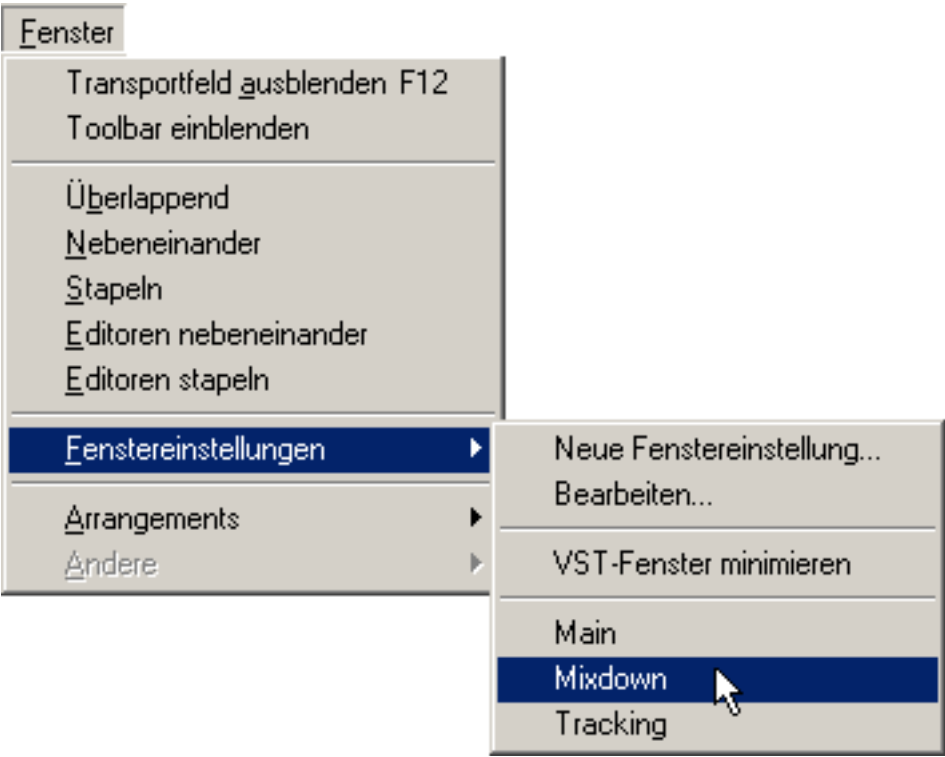 Fenster
Transportfeld ausblenden F12
Toolbar einblenden
Überlappend
Nebeneinander
Stapeln
Editoren nebeneinander
Editoren stapeln
Fenstereinstellungen
Arrangements
Andere
Neue Fenstereinstellung...
Bearbeiten...
VST-Fenster minimieren
Main
Mixdown
Tracking